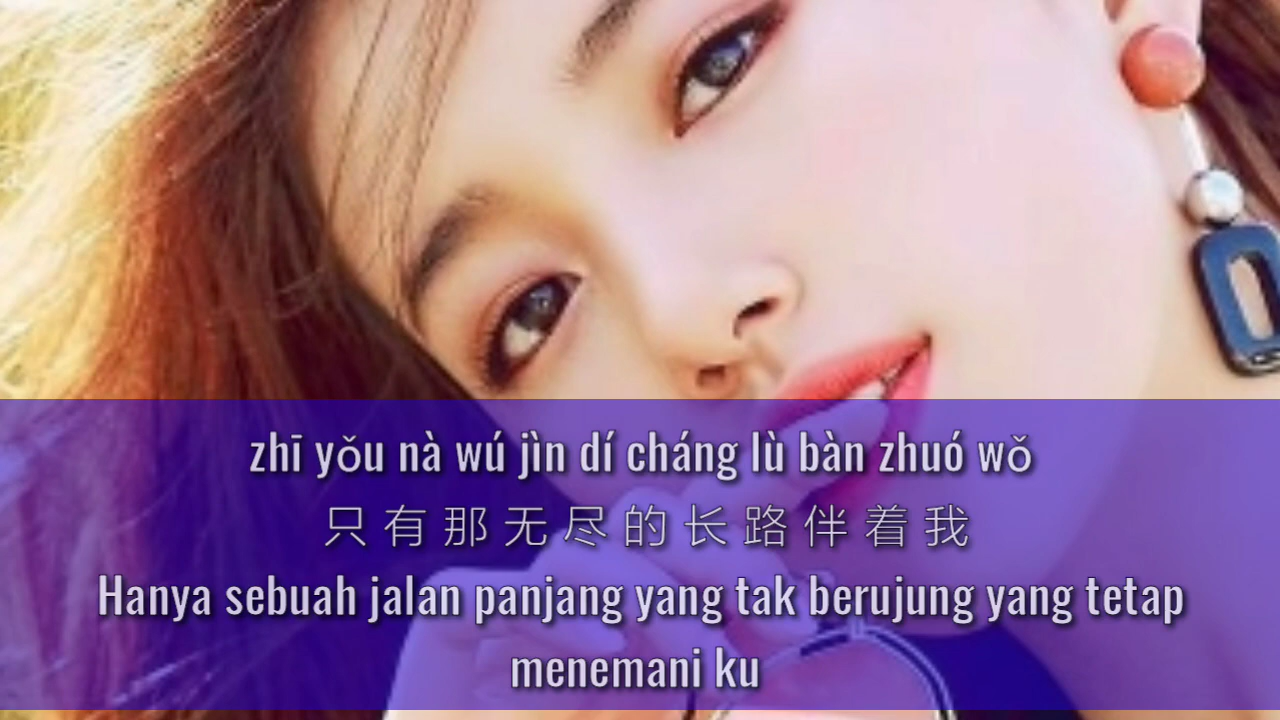 zhī yǒu nà wú jìn dí cháng lù bàn zhuó wǒ
只有那无尽的长路伴着我
Hanya sebuah jalan panjang yang tak berujung yang tetap
menemani ku